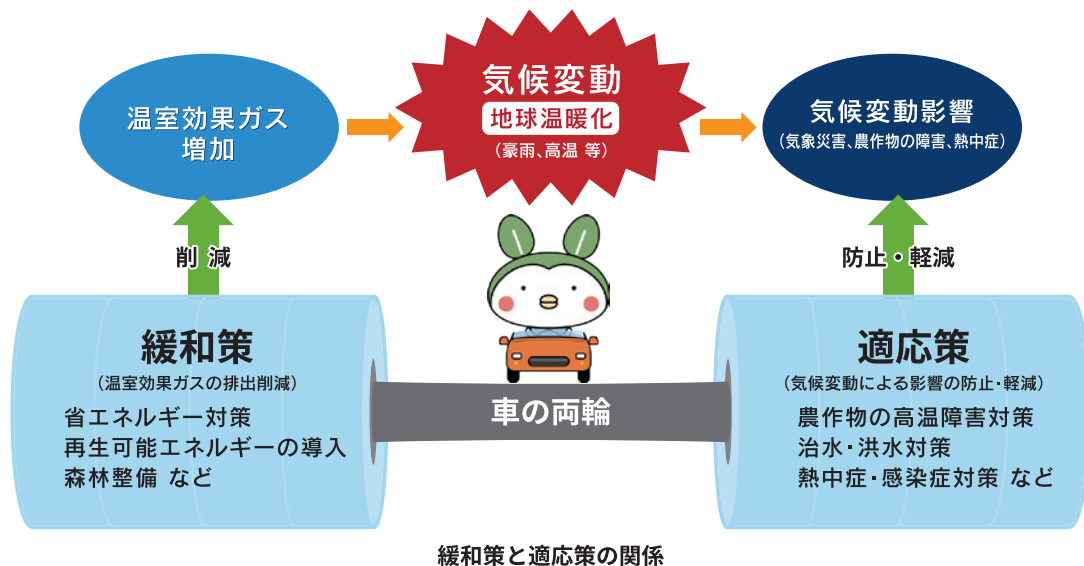 温室効果ガス
増加
気候変動
地球温暖化
（豪雨、高温 等）
気候変動影響
（気象災害、農作物の障害、熱中症）
削 減
防止・軽減
緩和策
（温室効果ガスの排出削減）
省エネルギー対策
再生可能エネルギーの導入
森林整備 など
車の両輪
適応策
（気候変動による影響の防止・軽減）
農作物の高温障害対策
治水・洪水対策
熱中症・感染症対策 など
緩和策と適応策の関係